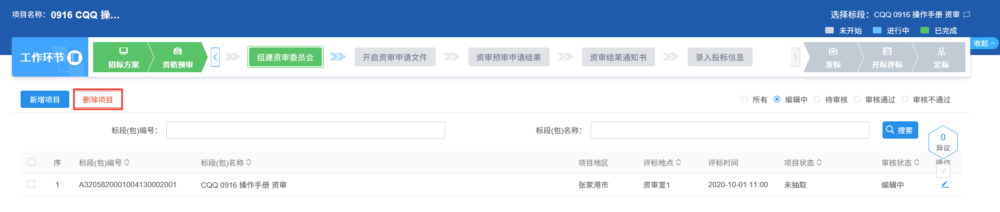 项目名称： 0916 CQQ 操...
选择标段：CQQ 0916 操作手册 资审
未开始 进行中 已完成
收起
工作环节
招标方案 资格预审
组建资审委员会 开启资审申请文件 资审预审申请结果 资审结果通知书 录入投标信息
发标 开标评标 定标
新增项目 删除项目
所有 编辑中 待审核 审核通过 审核不通过
标段(包)编号： 标段(包)名称： 搜索
0
异议
序 标段(包)编号 标段(包)名称 项目地区 评标地点 评标时间 项目状态 审核状态 操作
1 A3205820001004130002001 CQQ 0916 操作手册 资审 张家港市 资审室1 2020-10-01 11:00 未抽取 编辑中